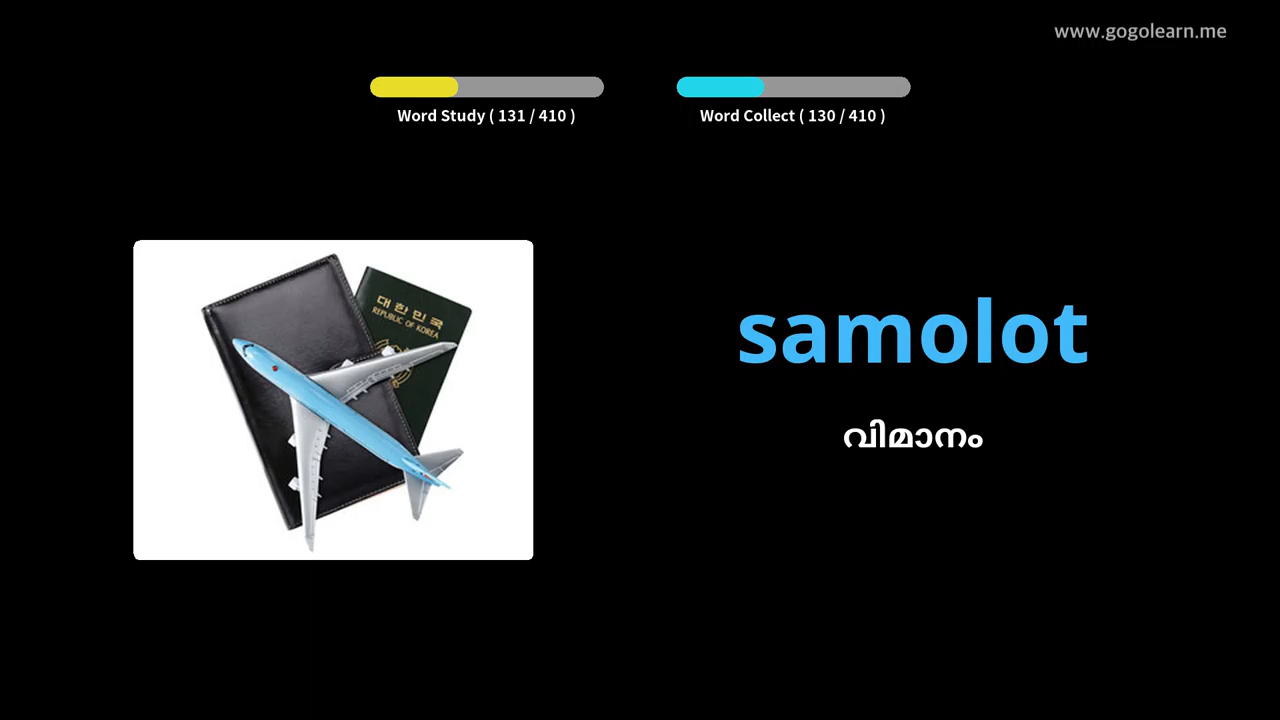 www.gogolearn.me
Word Study ( 131 / 410 )
Word Collect ( 130 / 410 )
대한민국
REPUBLIC OF KOREA
samolot
വിമാനം